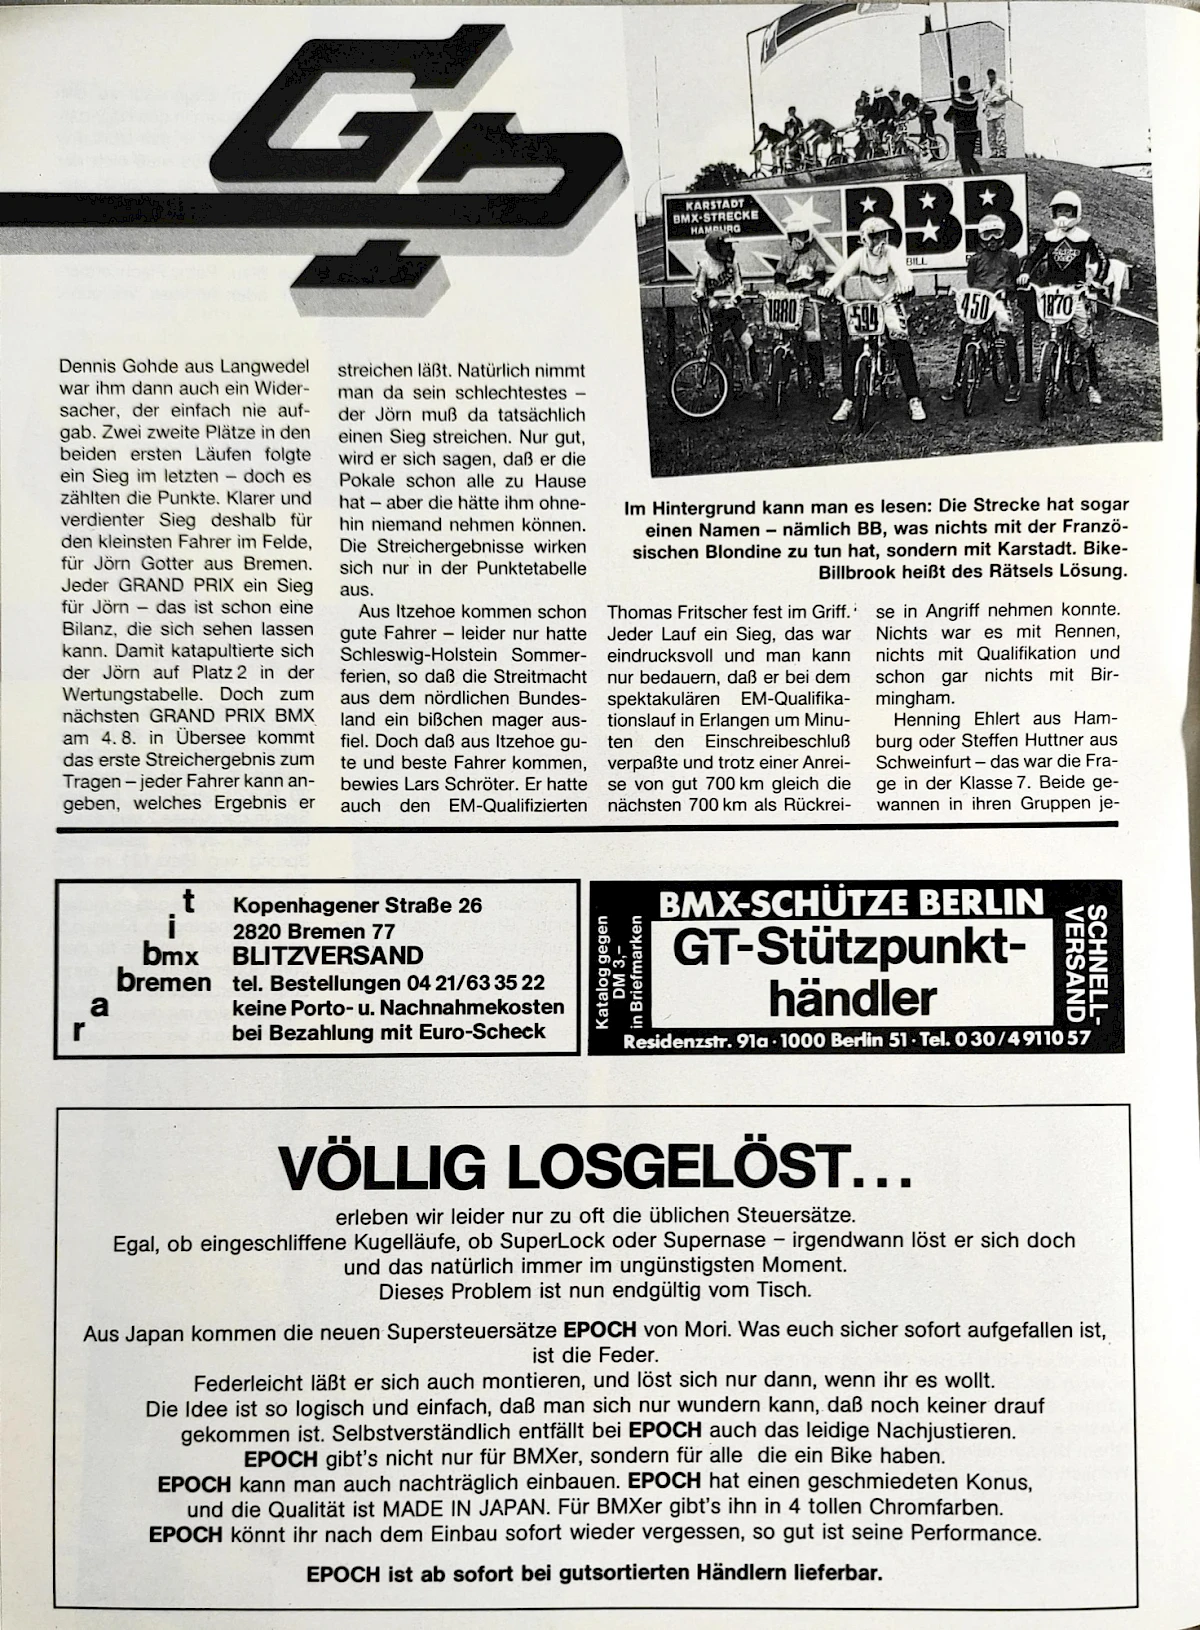 GP
KARSTADT
BMX-STRECKE
HAMBURG
BBB
BILL
1880
594
450
1870
Dennis Gohde aus Langwedel
war ihm dann auch ein Wider-
sacher, der einfach nie auf-
gab. Zwei zweite Plätze in den
beiden ersten Läufen folgte
ein Sieg im letzten – doch es
zählten die Punkte. Klarer und
verdienter Sieg deshalb für
den kleinsten Fahrer im Felde,
für Jörn Gotter aus Bremen.
Jeder GRAND PRIX ein Sieg
für Jörn – das ist schon eine
Bilanz, die sich sehen lassen
kann. Damit katapultierte sich
der Jörn auf Platz 2 in der
Wertungstabelle. Doch zum
nächsten GRAND PRIX BMX
am 4. 8. in Übersee kommt
das erste Streichergebnis zum
Tragen – jeder Fahrer kann an-
geben, welches Ergebnis er
streichen läßt. Natürlich nimmt
man da sein schlechtestes –
der Jörn muß da tatsächlich
einen Sieg streichen. Nur gut,
wird er sich sagen, daß er die
Pokale schon alle zu Hause
hat – aber die hätte ihm ohne-
hin niemand nehmen können.
Die Streichergebnisse wirken
sich nur in der Punktetabelle
aus.
Aus Itzehoe kommen schon
gute Fahrer – leider nur hatte
Schleswig-Holstein Sommer-
ferien, so daß die Streitmacht
aus dem nördlichen Bundes-
land ein bißchen mager aus-
fiel. Doch daß aus Itzehoe gu-
te und beste Fahrer kommen,
bewies Lars Schröter. Er hatte
auch den EM-Qualifizierten
Im Hintergrund kann man es lesen: Die Strecke hat sogar
einen Namen – nämlich BB, was nichts mit der Franzö-
sischen Blondine zu tun hat, sondern mit Karstadt. Bike-
Billbrook heißt des Rätsels Lösung.
Thomas Fritscher fest im Griff.
Jeder Lauf ein Sieg, das war
eindrucksvoll und man kann
nur bedauern, daß er bei dem
spektakulären EM-Qualifika-
tionslauf in Erlangen um Minu-
ten den Einschreibeschluß
verpaßte und trotz einer Anrei-
se von gut 700 km gleich die
nächsten 700 km als Rückrei-
se in Angriff nehmen konnte.
Nichts war es mit Rennen,
nichts mit Qualifikation und
schon gar nichts mit Bir-
mingham.
Henning Ehlert aus Ham-
burg oder Steffen Huttner aus
Schweinfurt – das war die Fra-
ge in der Klasse 7. Beide ge-
wannen in ihren Gruppen je-
t
i
bmx
bremen
a
r
Kopenhagener Straße 26
2820 Bremen 77
BLITZVERSAND
tel. Bestellungen 04 21/63 35 22
keine Porto- u. Nachnahmekosten
bei Bezahlung mit Euro-Scheck
BMX-SCHÜTZE BERLIN
Katalog gegen
DM 3,–
in Briefmarken
GT-Stützpunkt-
händler
SCHNELL-
VERSAND
Residenzstr. 91a · 1000 Berlin 51 · Tel. 0 30 / 4 91 10 57
VÖLLIG LOSGELÖST...
erleben wir leider nur zu oft die üblichen Steuersätze.
Egal, ob eingeschliffene Kugelläufe, ob SuperLock oder Supernase – irgendwann löst er sich doch
und das natürlich immer im ungünstigsten Moment.
Dieses Problem ist nun endgültig vom Tisch.
Aus Japan kommen die neuen Supersteuersätze EPOCH von Mori. Was euch sicher sofort aufgefallen ist,
ist die Feder.
Federleicht läßt er sich auch montieren, und löst sich nur dann, wenn ihr es wollt.
Die Idee ist so logisch und einfach, daß man sich nur wundern kann, daß noch keiner drauf
gekommen ist. Selbstverständlich entfällt bei EPOCH auch das leidige Nachjustieren.
EPOCH gibt's nicht nur für BMXer, sondern für alle die ein Bike haben.
EPOCH kann man auch nachträglich einbauen. EPOCH hat einen geschmiedeten Konus,
und die Qualität ist MADE IN JAPAN. Für BMXer gibt's ihn in 4 tollen Chromfarben.
EPOCH könnt ihr nach dem Einbau sofort wieder vergessen, so gut ist seine Performance.
EPOCH ist ab sofort bei gutsortierten Händlern lieferbar.